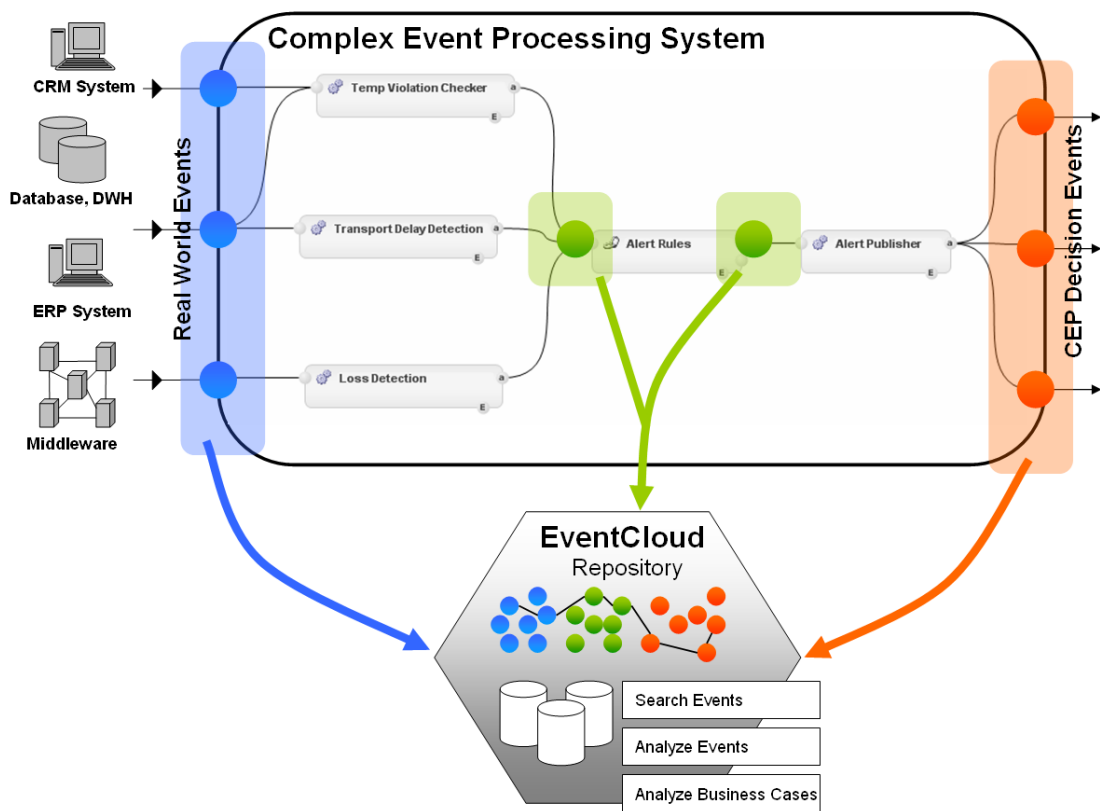 Complex Event Processing System
CRM System
Database, DWH
ERP System
Middleware
Real World Events
Temp Violation Checker
a
E
Transport Delay Detection
a
E
Loss Detection
a
E
Alert Rules
E
Alert Publisher
a
E
CEP Decision Events
EventCloud
Repository
Search Events
Analyze Events
Analyze Business Cases